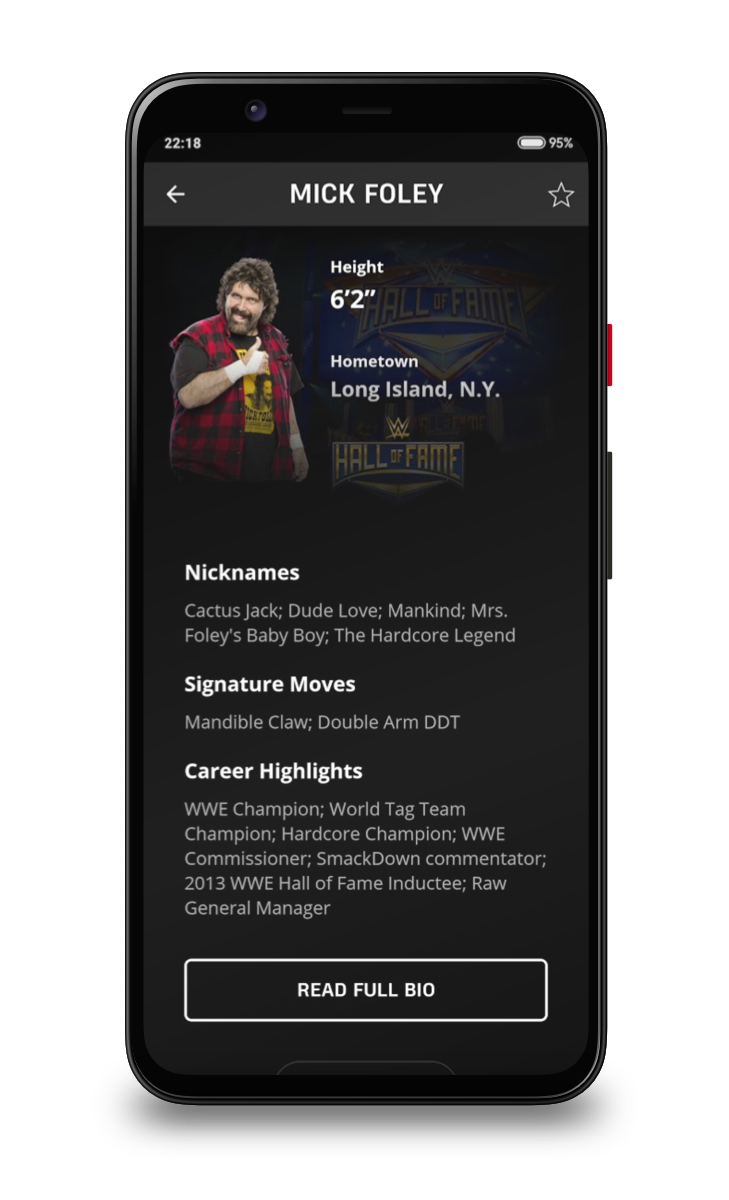 22:18
95%
MICK FOLEY
Height
6’2”
Hometown
Long Island, N.Y.
W HALL OF FAME
W
HALL OF FAME
Nicknames
Cactus Jack; Dude Love; Mankind; Mrs.
Foley's Baby Boy; The Hardcore Legend
Signature Moves
Mandible Claw; Double Arm DDT
Career Highlights
WWE Champion; World Tag Team
Champion; Hardcore Champion; WWE
Commissioner; SmackDown commentator;
2013 WWE Hall of Fame Inductee; Raw
General Manager
READ FULL BIO